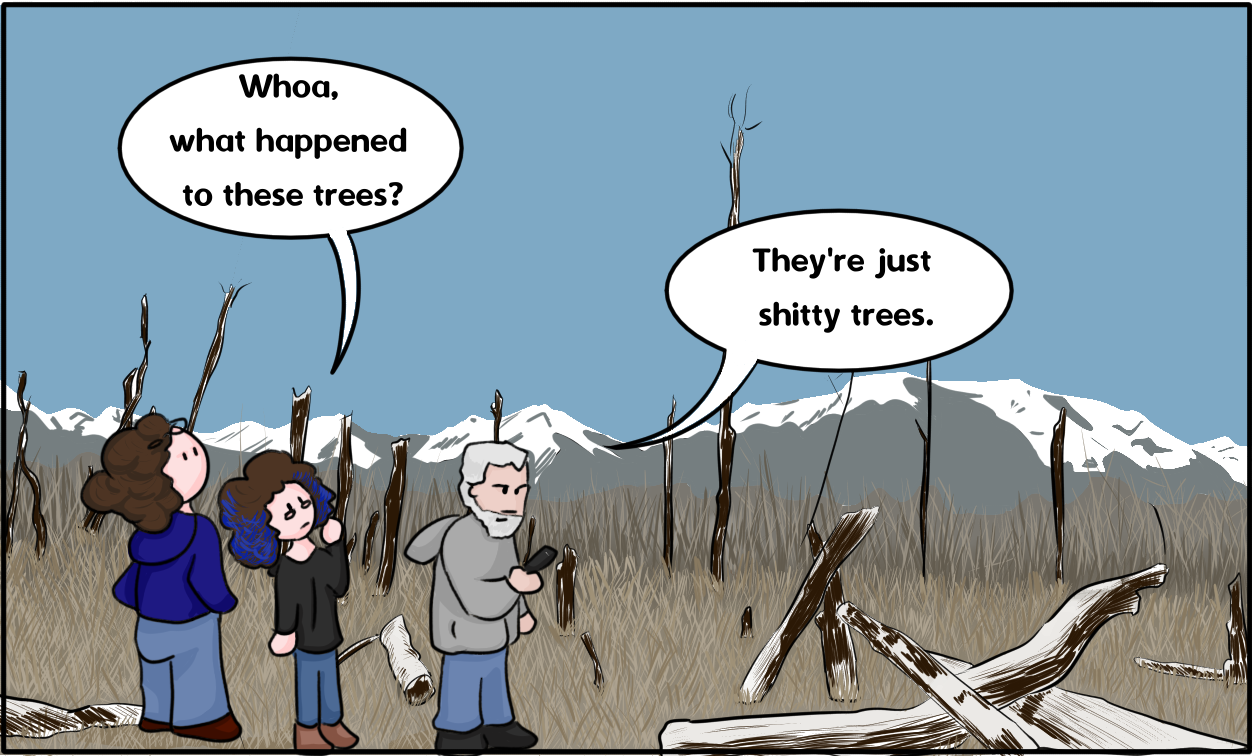 Whoa,
what happened
to these trees?
They're just
shitty trees.